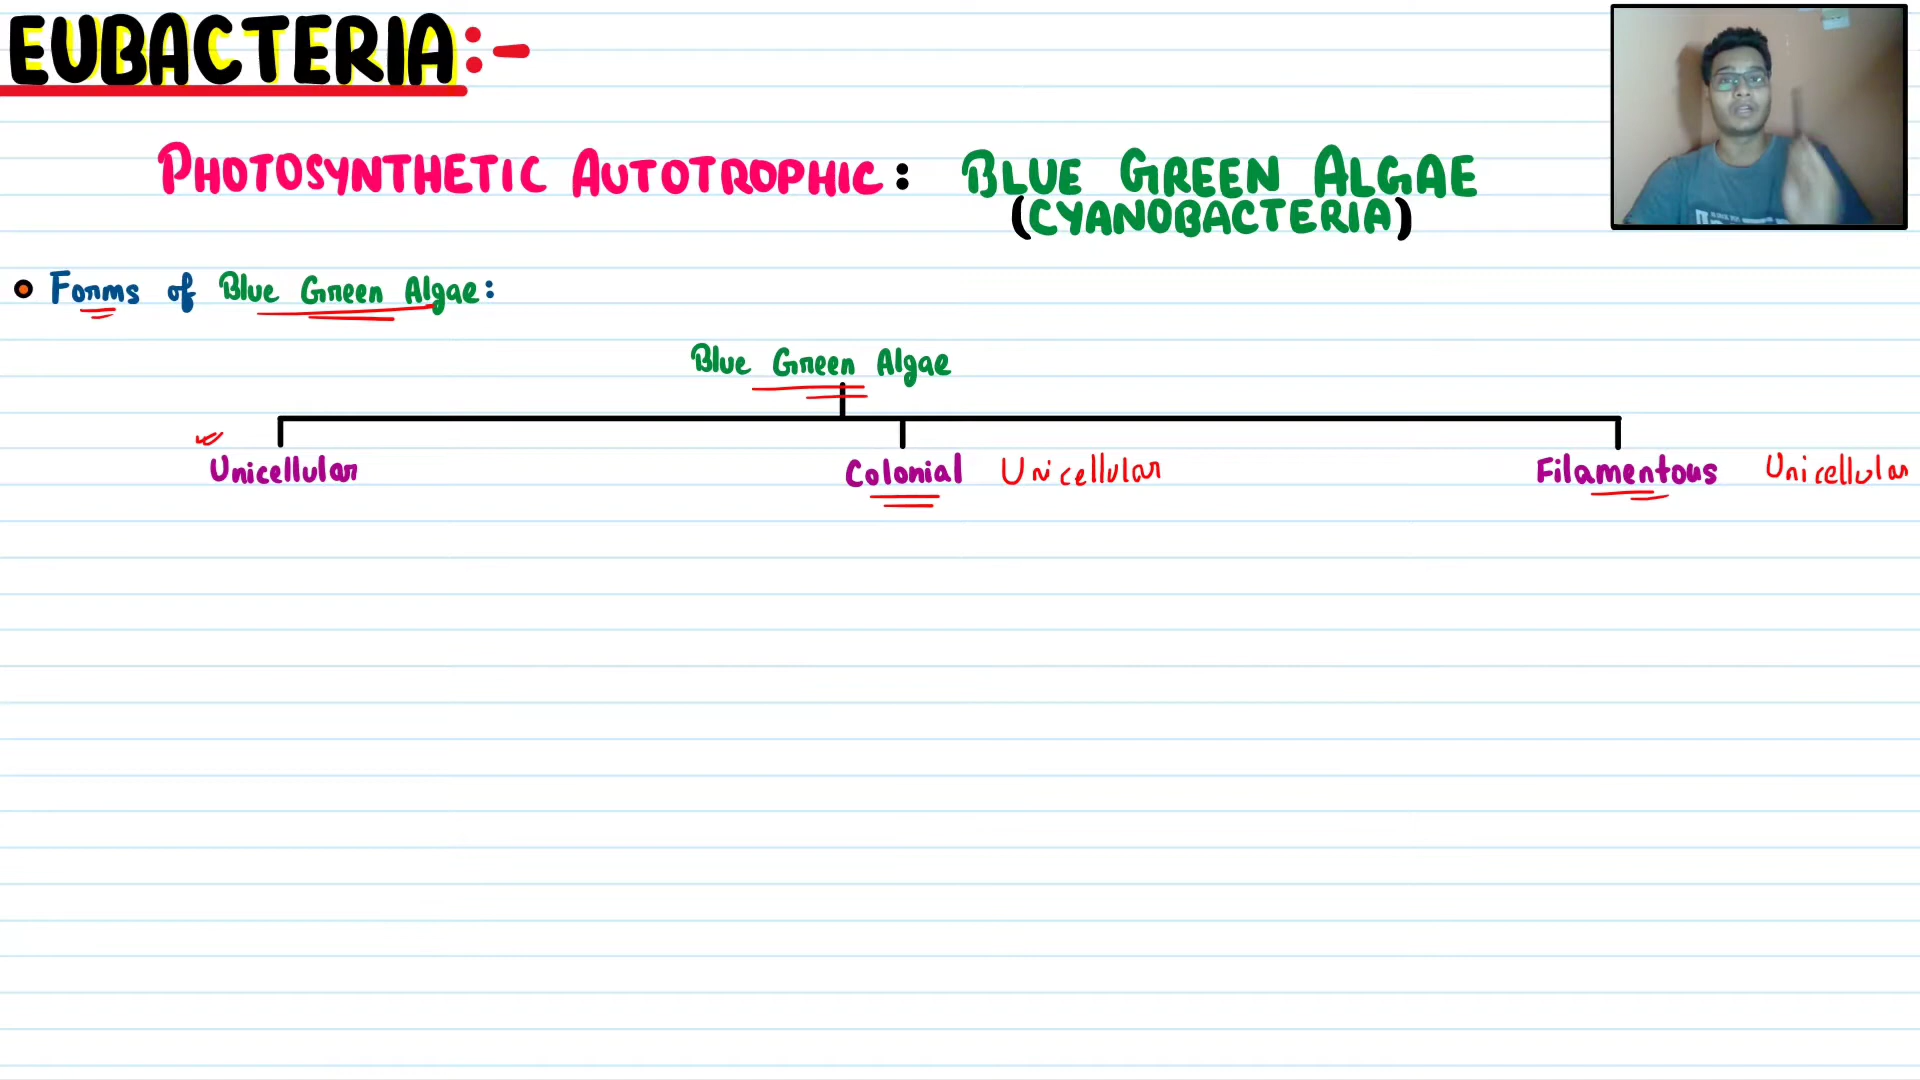 EUBACTERIA:-
PHOTOSYNTHETIC AUTOTROPHIC: BLUE GREEN ALGAE
(CYANOBACTERIA)
Forms of Blue Green Algae:
Blue Green Algae
Unicellular Colonial Unicellular Filamentous Unicellular